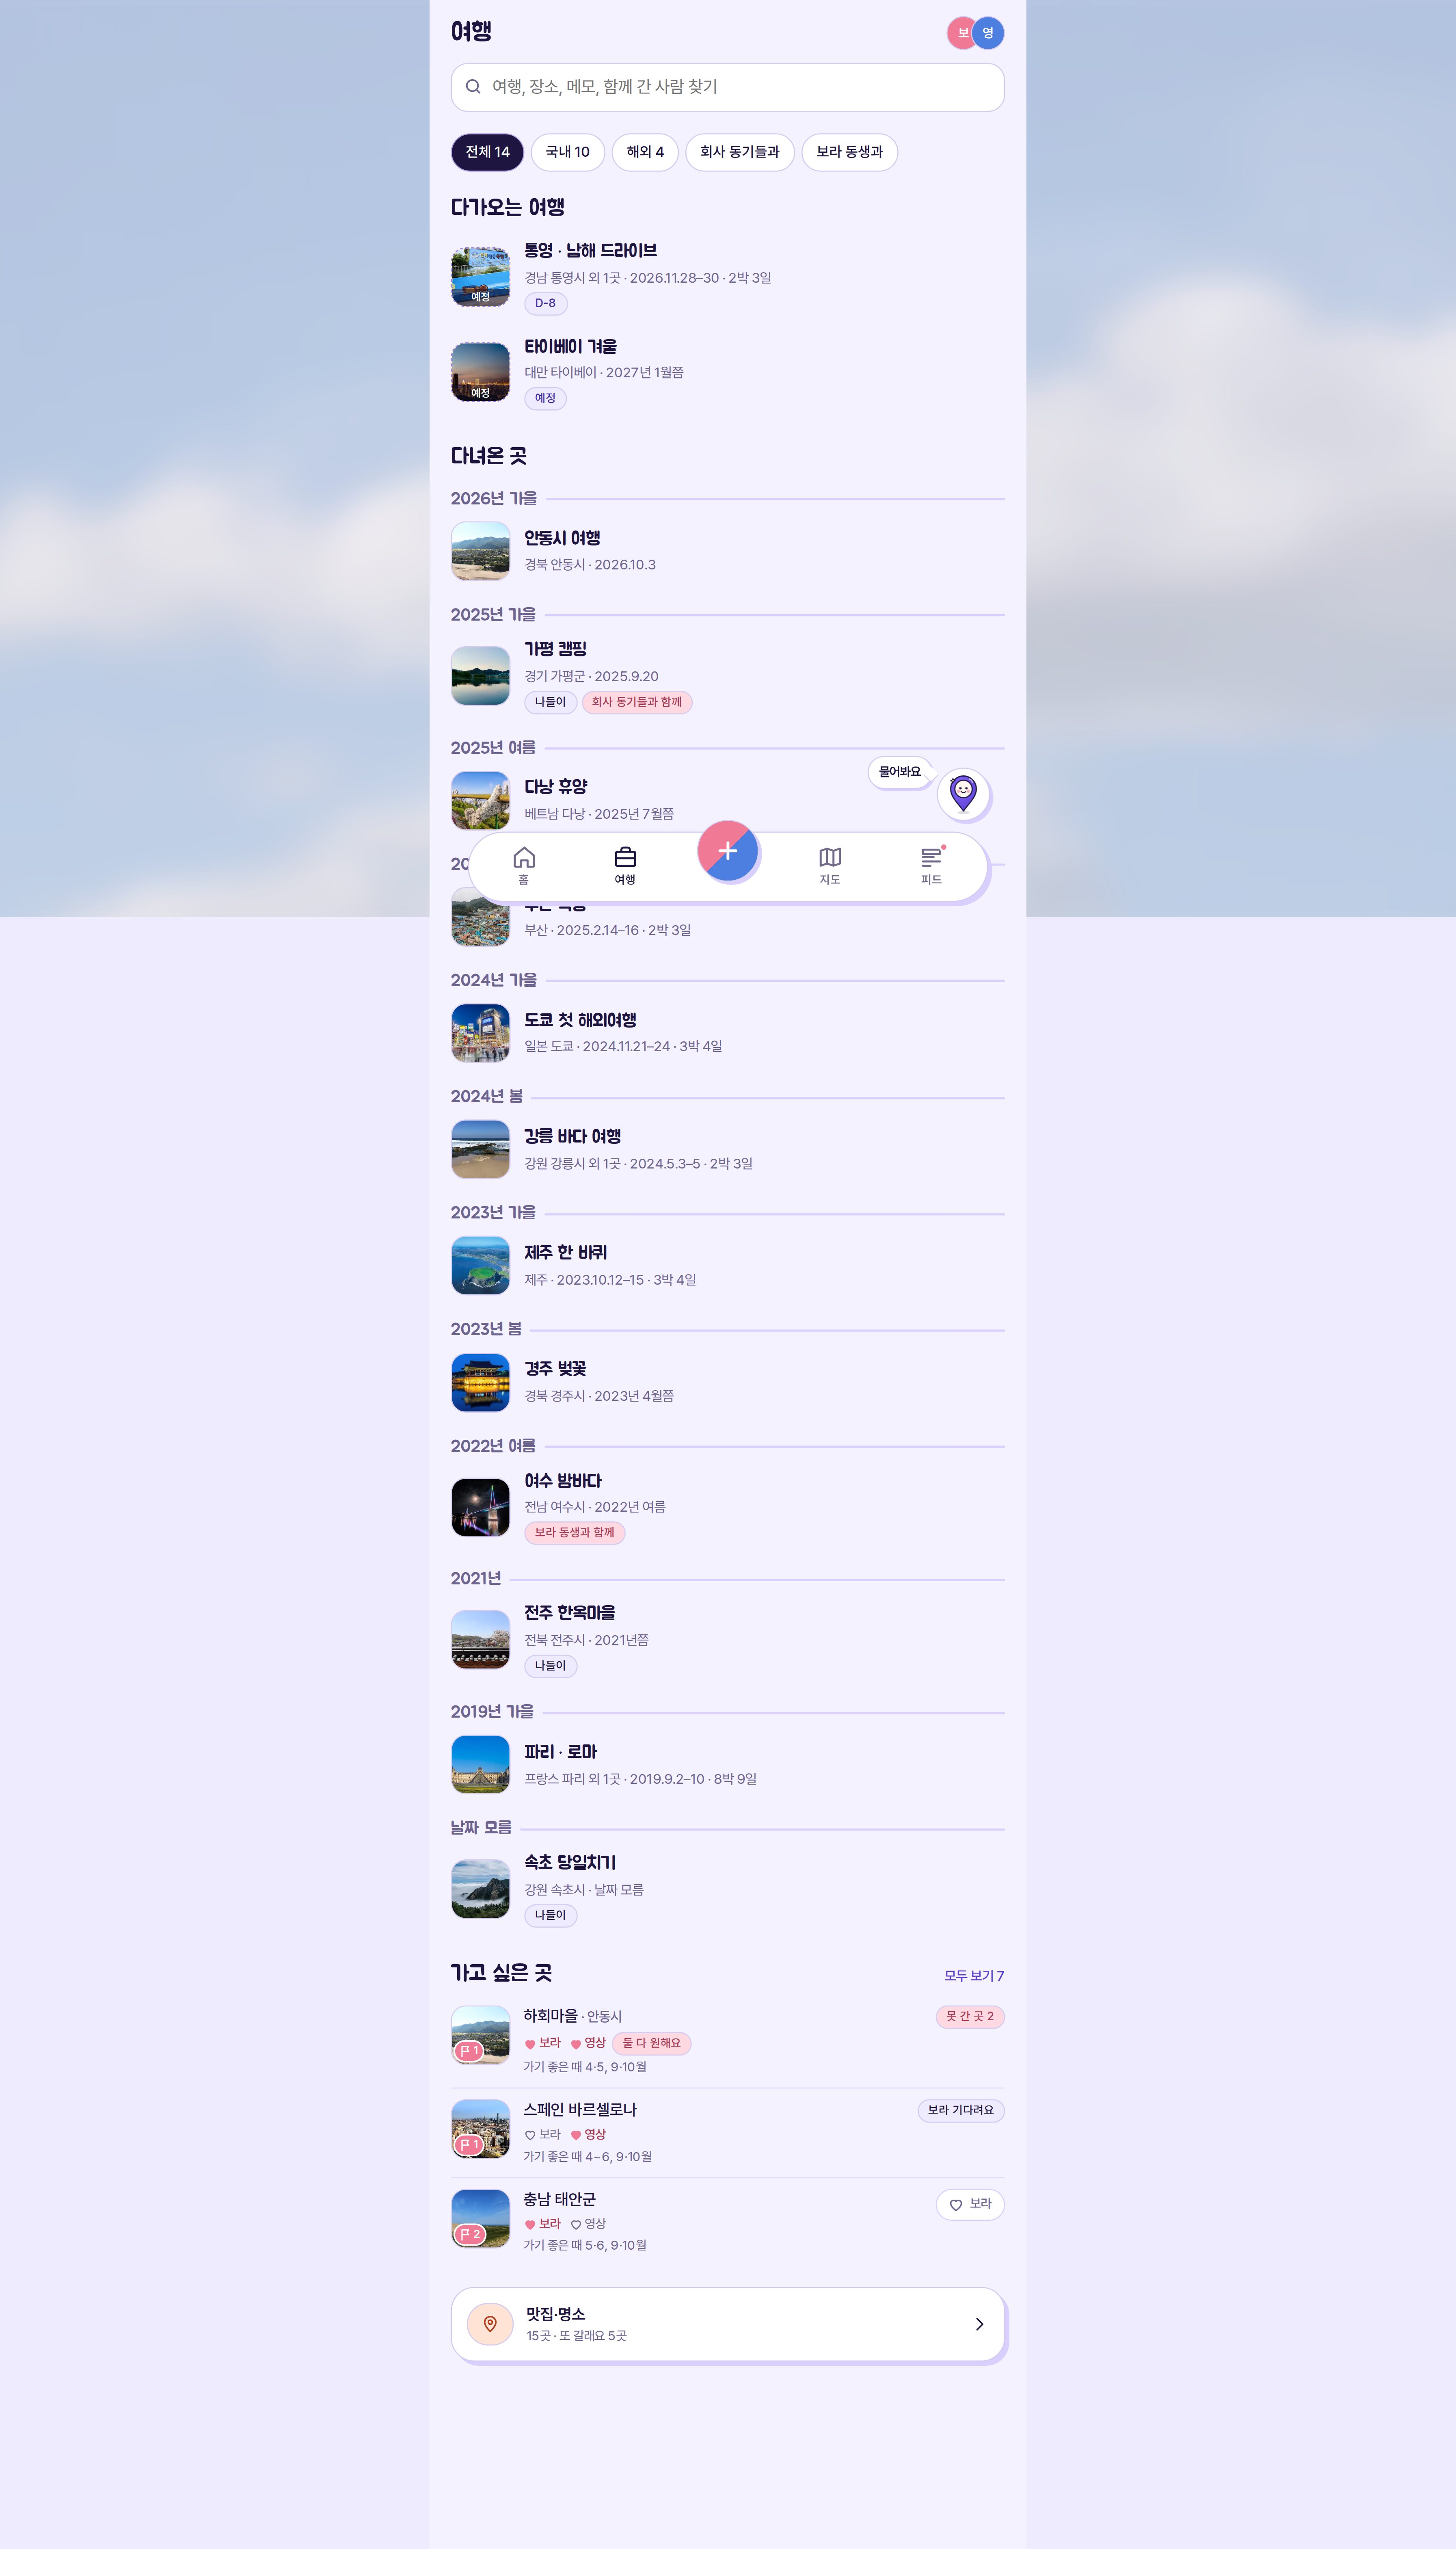 여행
보 영
여행, 장소, 메모, 함께 간 사람 찾기
전체 14
국내 10
해외 4
회사 동기들과
보라 동생과
다가오는 여행
통영 · 남해 드라이브
경남 통영시 외 1곳 · 2026.11.28–30 · 2박 3일
예정
D-8
타이베이 겨울
대만 타이베이 · 2027년 1월쯤
예정
예정
다녀온 곳
2026년 가을
안동시 여행
경북 안동시 · 2026.10.3
2025년 가을
가평 캠핑
경기 가평군 · 2025.9.20
나들이
회사 동기들과 함께
2025년 여름
물어봐요
다낭 휴양
베트남 다낭 · 2025년 7월쯤
20
홈
여행
지도
피드
부산 · 2025.2.14–16 · 2박 3일
2024년 가을
도쿄 첫 해외여행
일본 도쿄 · 2024.11.21–24 · 3박 4일
2024년 봄
강릉 바다 여행
강원 강릉시 외 1곳 · 2024.5.3–5 · 2박 3일
2023년 가을
제주 한 바퀴
제주 · 2023.10.12–15 · 3박 4일
2023년 봄
경주 벚꽃
경북 경주시 · 2023년 4월쯤
2022년 여름
여수 밤바다
전남 여수시 · 2022년 여름
보라 동생과 함께
2021년
전주 한옥마을
전북 전주시 · 2021년쯤
나들이
2019년 가을
파리 · 로마
프랑스 파리 외 1곳 · 2019.9.2–10 · 8박 9일
날짜 모름
속초 당일치기
강원 속초시 · 날짜 모름
나들이
가고 싶은 곳
모두 보기 7
하회마을 · 안동시
못 간 곳 2
1
보라 영상 둘 다 원해요
가기 좋은 때 4·5, 9·10월
스페인 바르셀로나
보라 기다려요
1
보라 영상
가기 좋은 때 4~6, 9·10월
충남 태안군
보라
2
보라 영상
가기 좋은 때 5·6, 9·10월
맛집·명소
15곳 · 또 갈래요 5곳